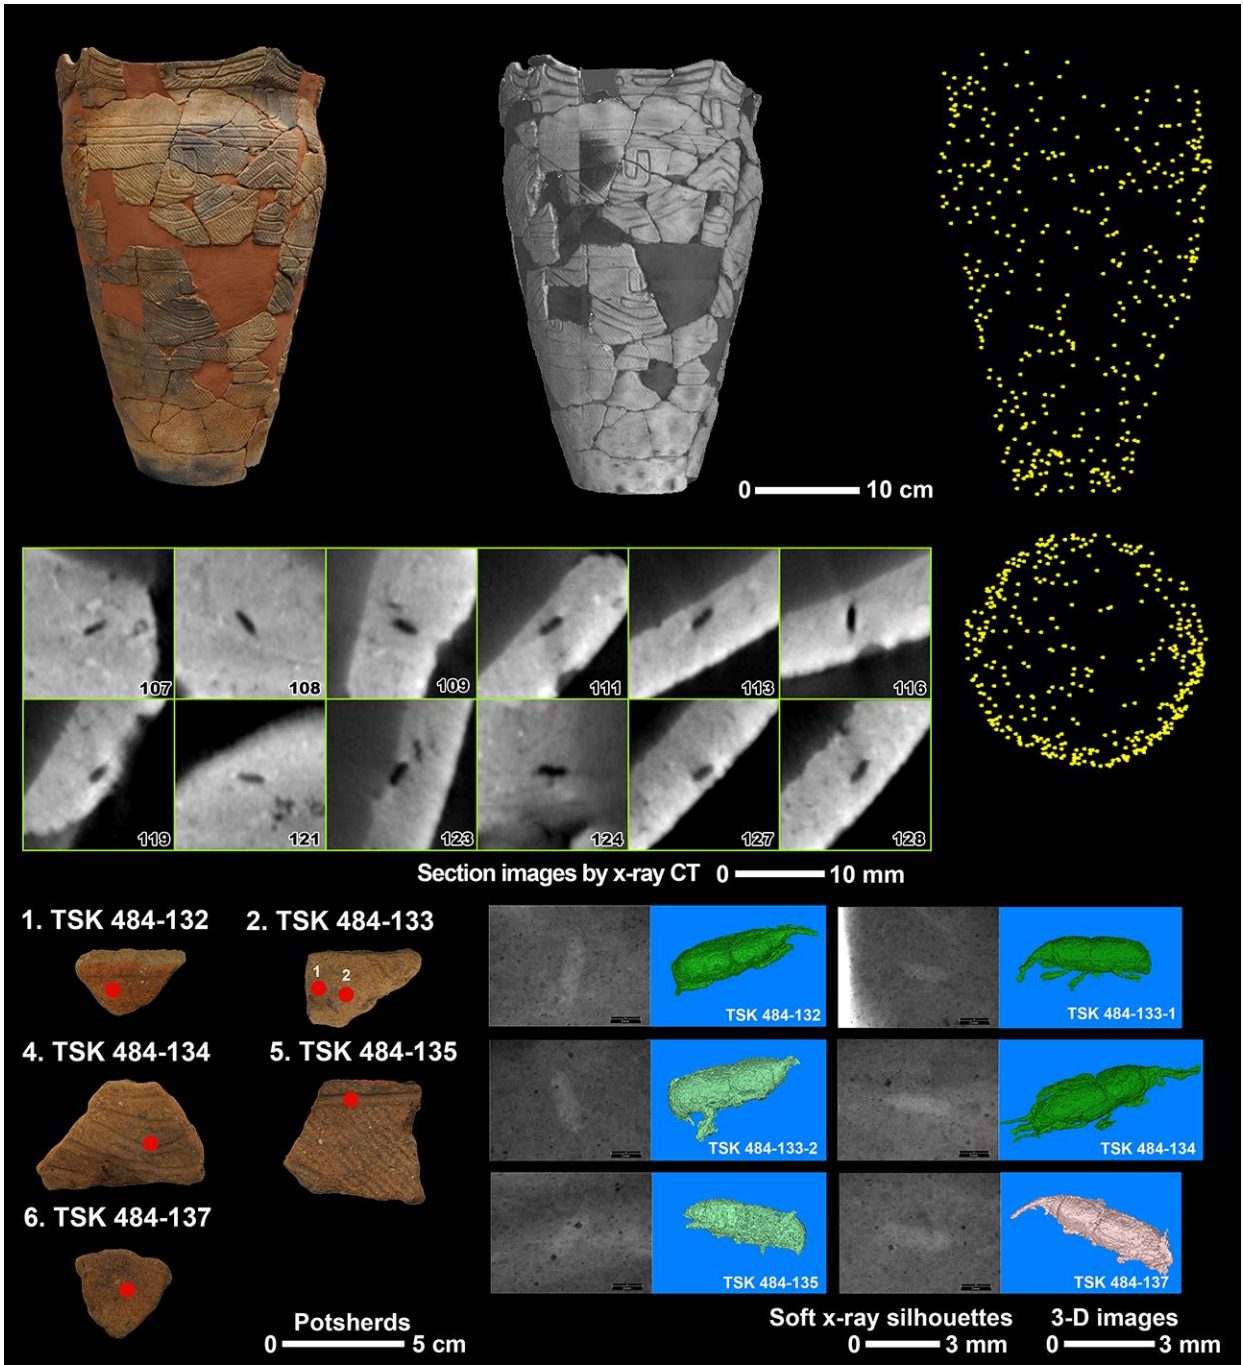 0 10 cm
107 108 109 111 113 116
119 121 123 124 127 128
Section images by x-ray CT 0 10 mm
1. TSK 484-132 2. TSK 484-133
1 2
TSK 484-132 TSK 484-133-1
4. TSK 484-134 5. TSK 484-135
TSK 484-133-2 TSK 484-134
6. TSK 484-137
TSK 484-135 TSK 484-137
Potsherds
0 5 cm
Soft x-ray silhouettes 3-D images
0 3 mm 0 3 mm